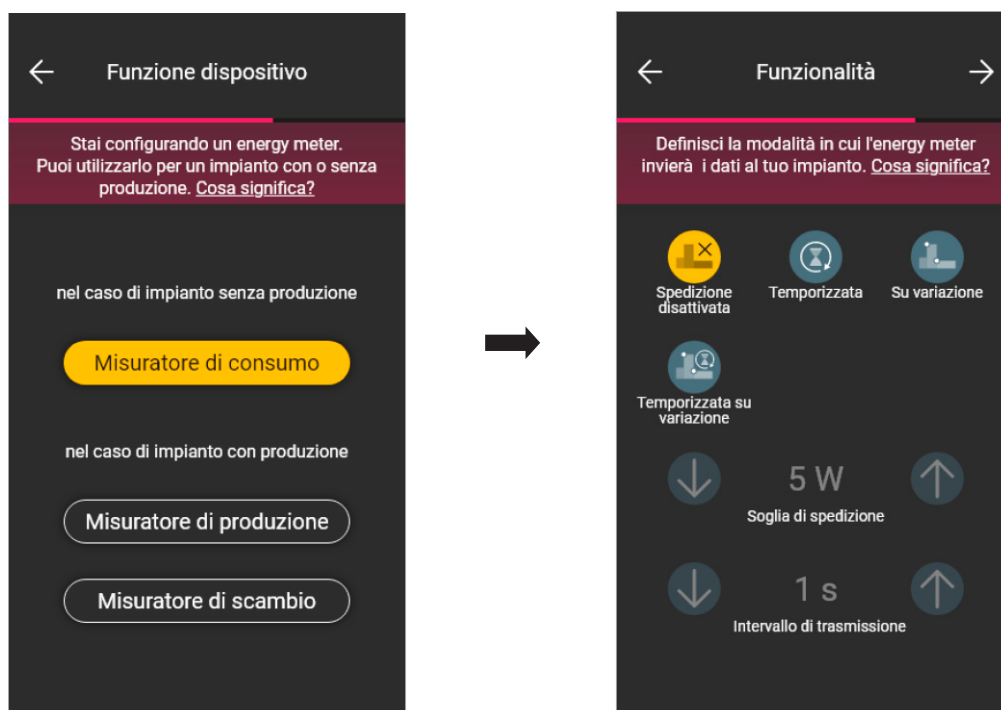 Funzione dispositivo
Stai configurando un energy meter.
Puoi utilizzarlo per un impianto con o senza
produzione. Cosa significa?
nel caso di impianto senza produzione
Misuratore di consumo
nel caso di impianto con produzione
Misuratore di produzione
Misuratore di scambio
Funzionalità
Definisci la modalità in cui l'energy meter
invierà i dati al tuo impianto. Cosa significa?
Spedizione
disattivata
Temporizzata
Su variazione
Temporizzata su
variazione
5 W
Soglia di spedizione
1 s
Intervallo di trasmissione